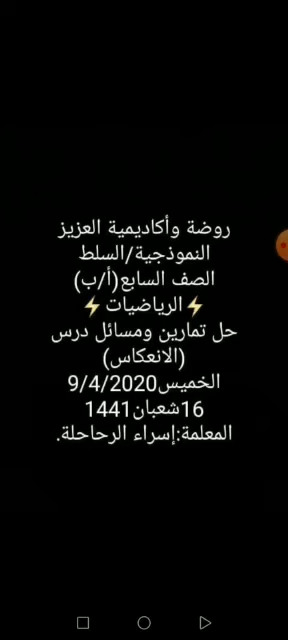 روضة وأكاديمية العزيز
النموذجية/السلط
الصف السابع(أ/ب)
⚡الرياضيات⚡
حل تمارين ومسائل درس
(الانعكاس)
الخميس9/4/2020
16شعبان1441
المعلمة:إسراء الرحاحلة.